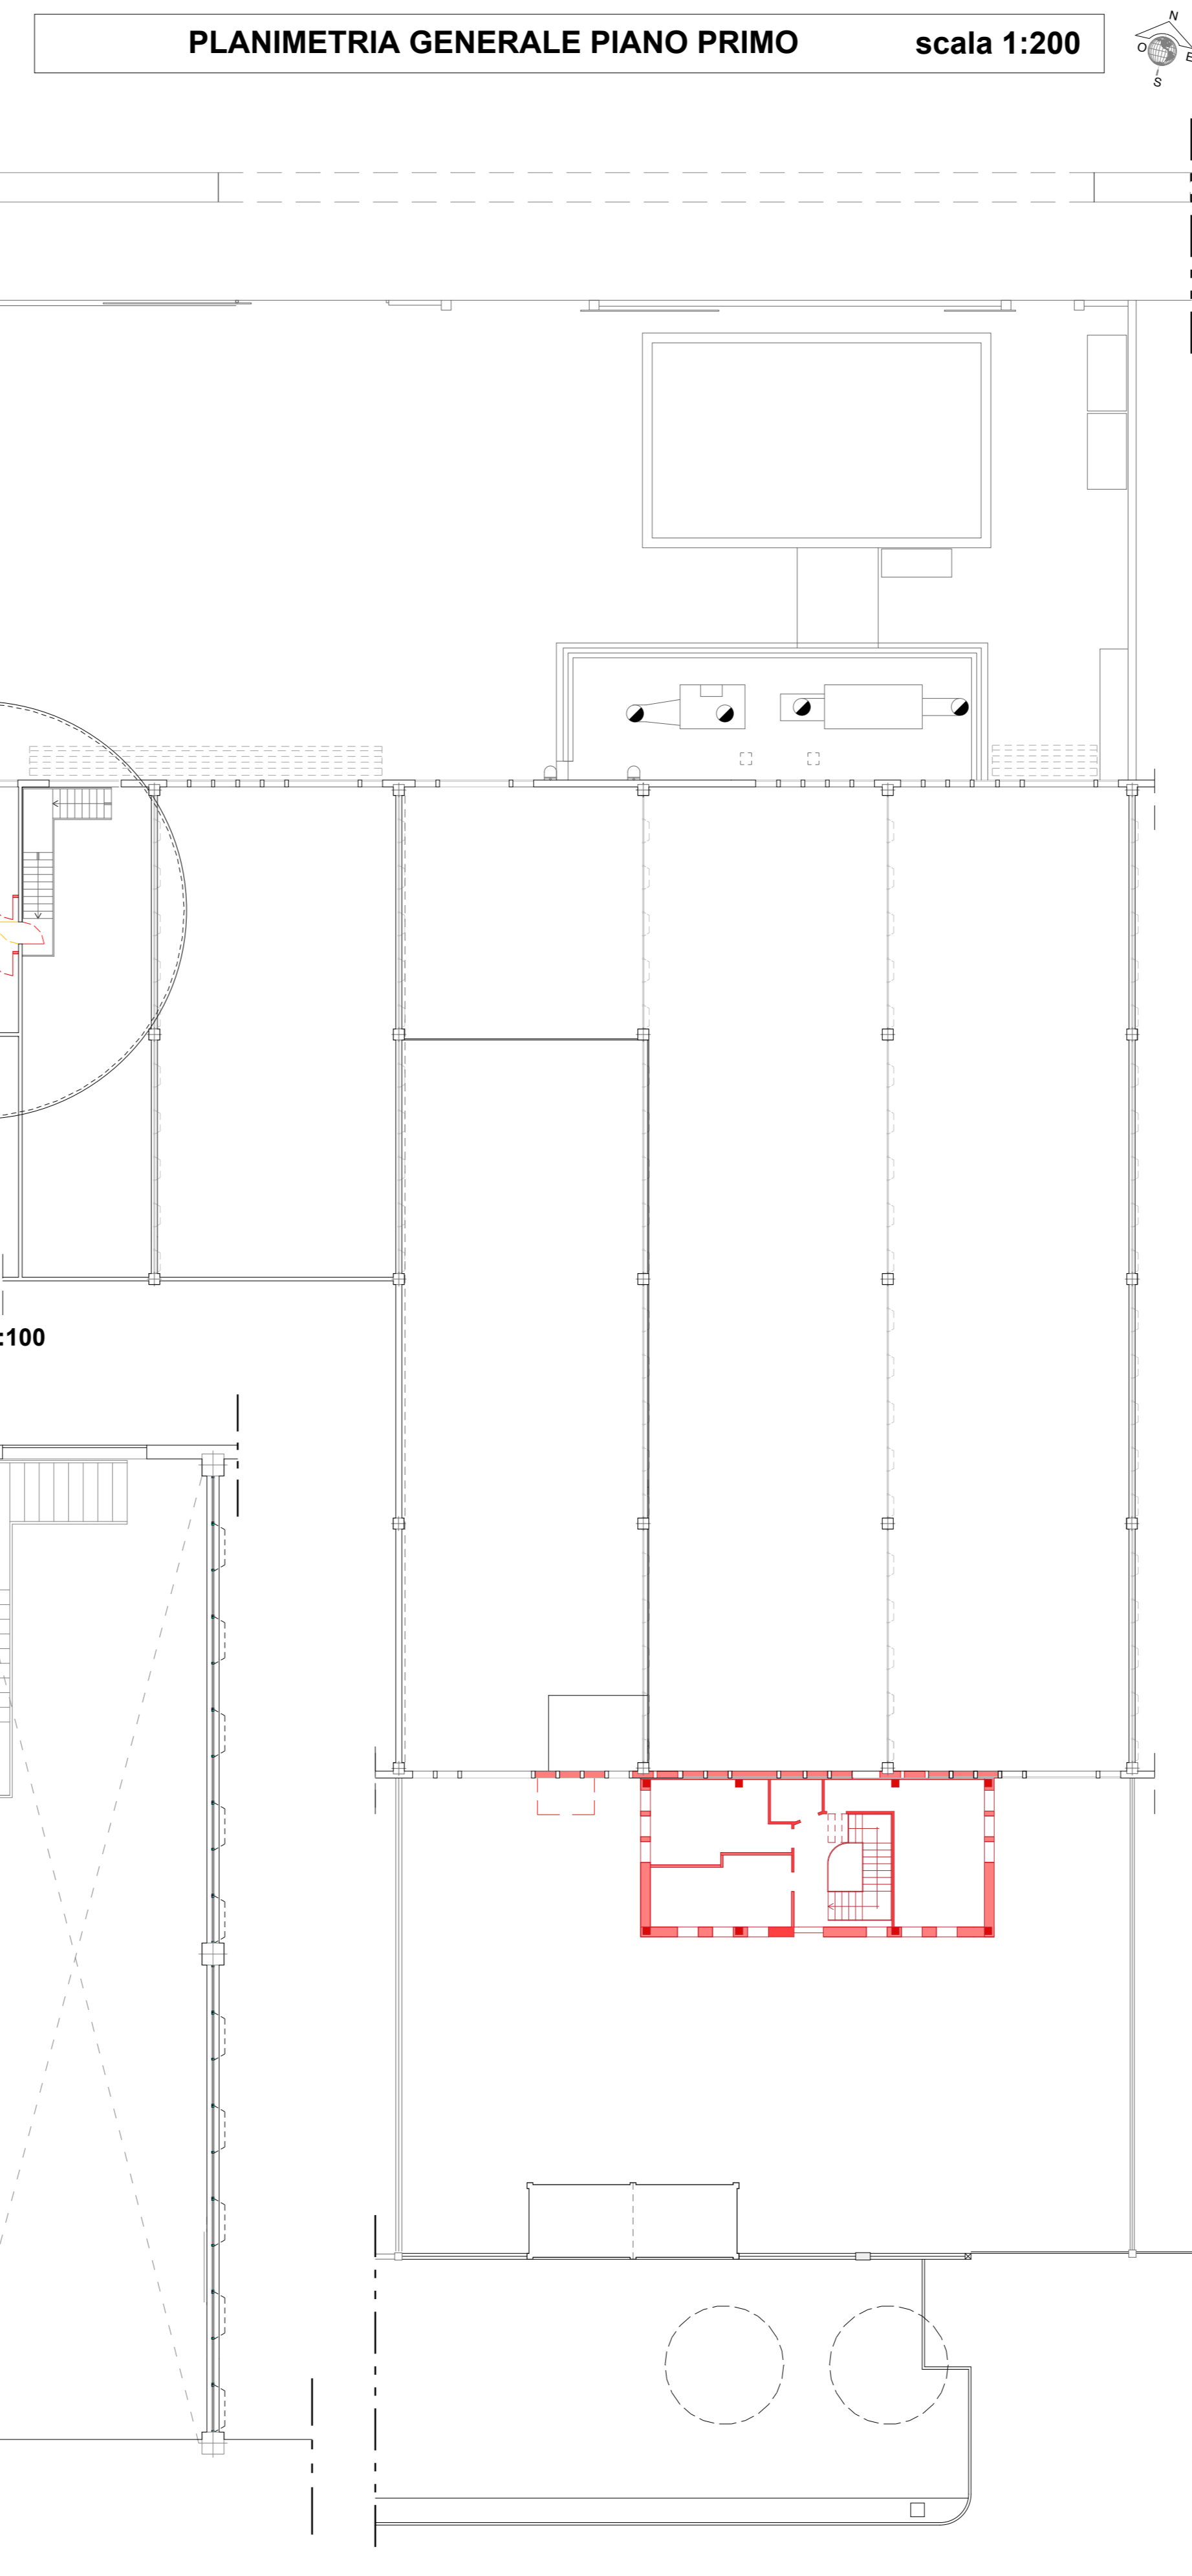 PLANIMETRIA GENERALE PIANO PRIMO scala 1:200
N
O
E
S
:100